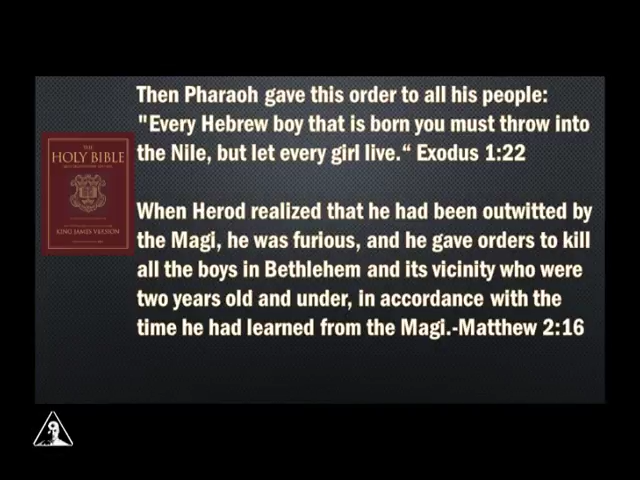 Then Pharaoh gave this order to all his people:
"Every Hebrew boy that is born you must throw into
the Nile, but let every girl live.“ Exodus 1:22
When Herod realized that he had been outwitted by
the Magi, he was furious, and he gave orders to kill
all the boys in Bethlehem and its vicinity who were
two years old and under, in accordance with the
time he had learned from the Magi.-Matthew 2:16
THE
HOLY BIBLE
KING JAMES VERSION